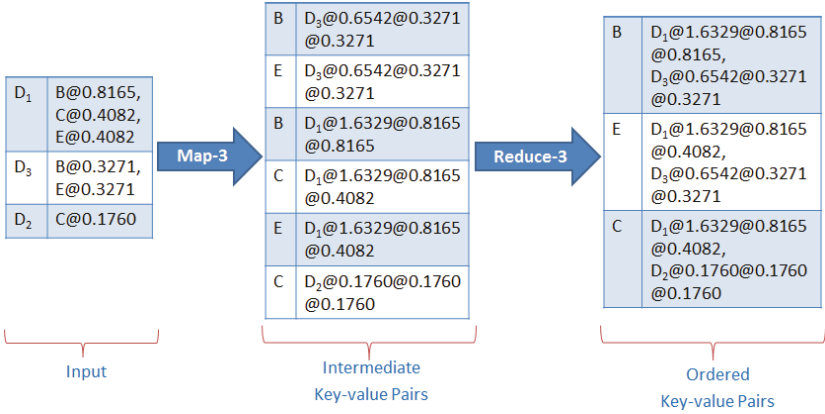 D₁ B@0.8165,
C@0.4082,
E@0.4082
D₃ B@0.3271,
E@0.3271
D₂ C@0.1760
Input
Map-3
B D₃@0.6542@0.3271
@0.3271
E D₃@0.6542@0.3271
@0.3271
B D₁@1.6329@0.8165
@0.8165
C D₁@1.6329@0.8165
@0.4082
E D₁@1.6329@0.8165
@0.4082
C D₂@0.1760@0.1760
@0.1760
Intermediate
Key-value Pairs
Reduce-3
B D₁@1.6329@0.8165
@0.8165,
D₃@0.6542@0.3271
@0.3271
E D₁@1.6329@0.8165
@0.4082,
D₃@0.6542@0.3271
@0.3271
C D₁@1.6329@0.8165
@0.4082,
D₂@0.1760@0.1760
@0.1760
Ordered
Key-value Pairs